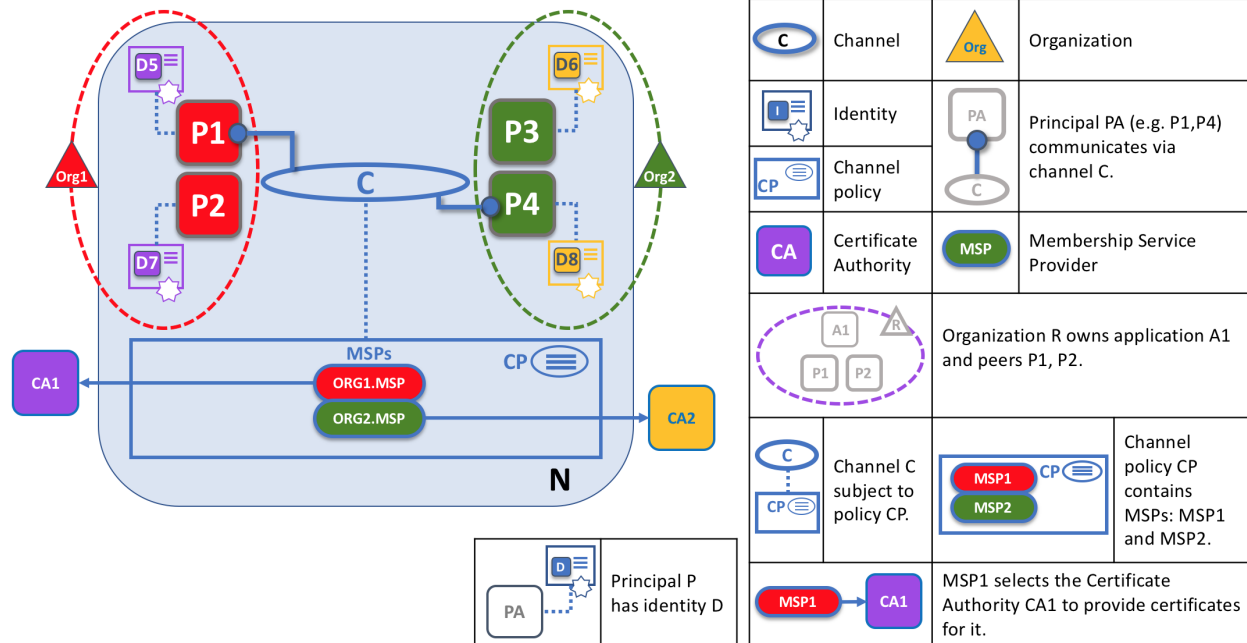 D5
D6
P1
P3
Org1
C
Org2
P2
P4
D7
D8
MSPs
CP
CA1
ORG1.MSP
ORG2.MSP
CA2
N
D
PA
Principal P
has identity D
C
Channel
Org
Organization
I
Identity
CP
Channel
policy
PA
C
Principal PA (e.g. P1,P4)
communicates via
channel C.
CA
Certificate
Authority
MSP
Membership Service
Provider
A1
R
P1
P2
Organization R owns application A1
and peers P1, P2.
C
CP
Channel C
subject to
policy CP.
MSP1
MSP2
CP
Channel
policy CP
contains
MSPs: MSP1
and MSP2.
MSP1
CA1
MSP1 selects the Certificate
Authority CA1 to provide certificates
for it.